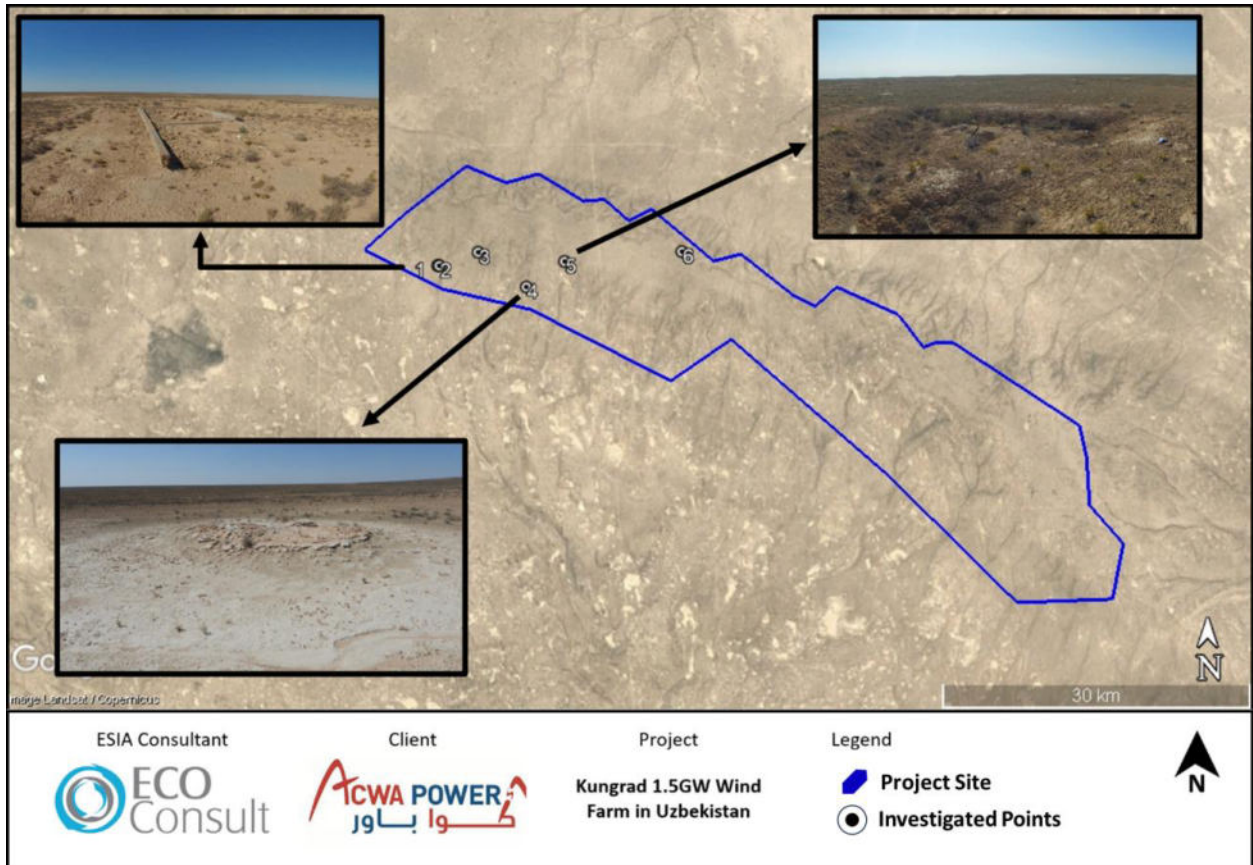 1
2
3
4
5
6
N
30 km
mage Landsat / Copernicus
ESIA Consultant
Client
Project
Legend
ECO
Consult
ACWA POWER
أكوا باور
Kungrad 1.5GW Wind
Farm in Uzbekistan
Project Site
Investigated Points
N